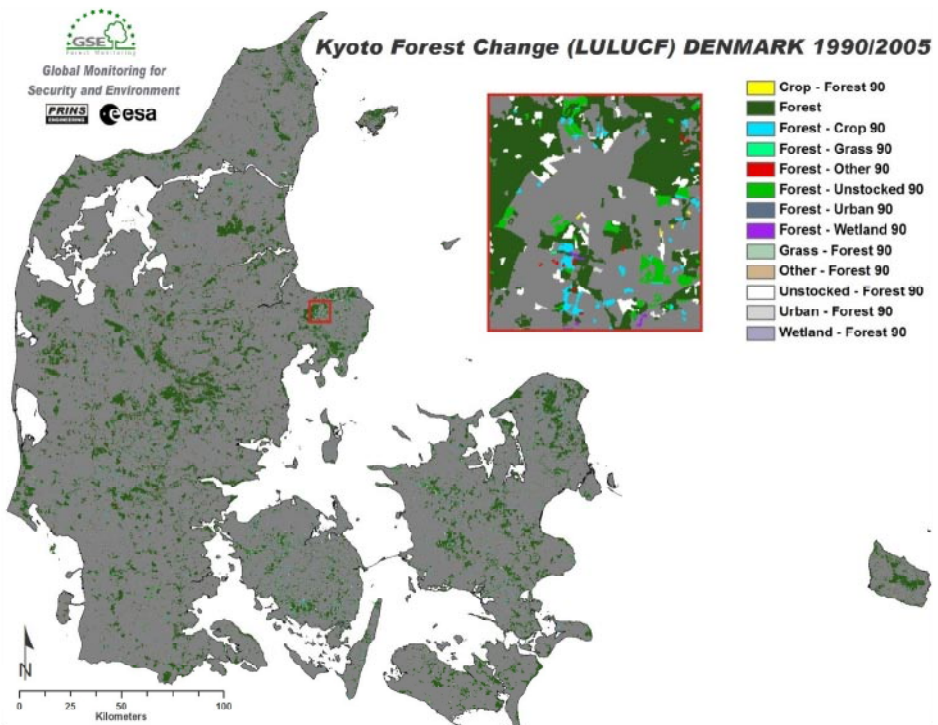 GSE
Forest Monitoring
Global Monitoring for
Security and Environment
PRINS
ENGINEERING
esa
Kyoto Forest Change (LULUCF) DENMARK 1990/2005
Crop - Forest 90
Forest
Forest - Crop 90
Forest - Grass 90
Forest - Other 90
Forest - Unstocked 90
Forest - Urban 90
Forest - Wetland 90
Grass - Forest 90
Other - Forest 90
Unstocked - Forest 90
Urban - Forest 90
Wetland - Forest 90
N
0 25 50 100
Kilometers